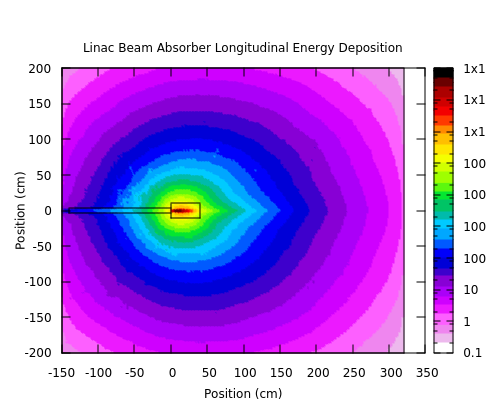 Linac Beam Absorber Longitudinal Energy Deposition
200
150
100
50
0
-50
-100
-150
-200
Position (cm)
-150 -100 -50 0 50 100 150 200 250 300 350
Position (cm)
1x1
1x1
1x1
100
100
100
100
10
1
0.1